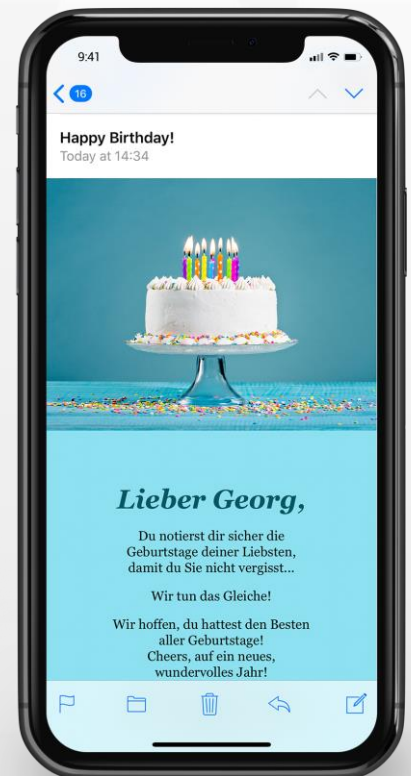 9:41
16
Happy Birthday!
Today at 14:34
Lieber Georg,
Du notierst dir sicher die
Geburtstage deiner Liebsten,
damit du Sie nicht vergisst...
Wir tun das Gleiche!
Wir hoffen, du hattest den Besten
aller Geburtstage!
Cheers, auf ein neues,
wundervolles Jahr!